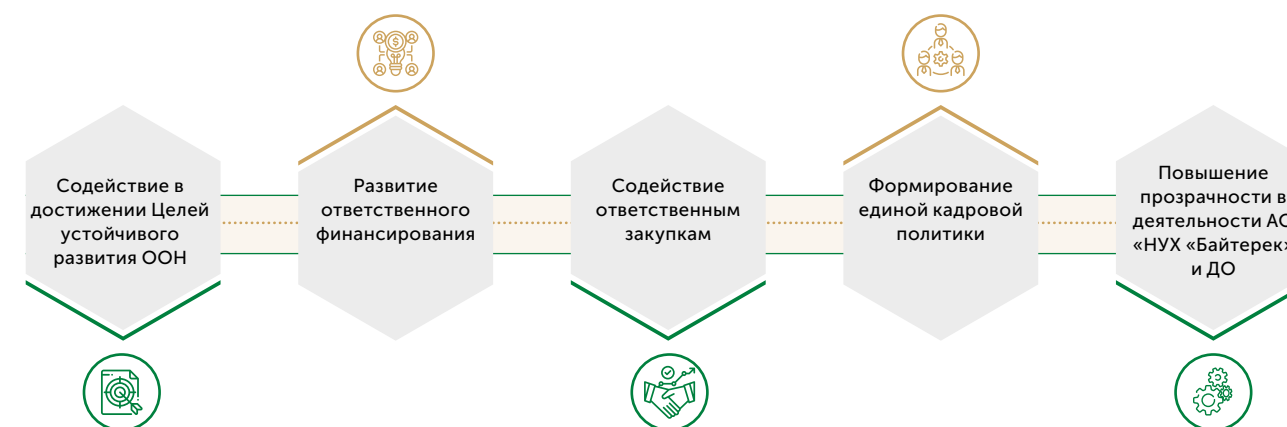 Содействие в
достижении Целей
устойчивого
развития ООН
Развитие
ответственного
финансирования
Содействие
ответственным
закупкам
Формирование
единой кадровой
политики
Повышение
прозрачности в
деятельности АО
«НУХ «Байтерек»
и ДО